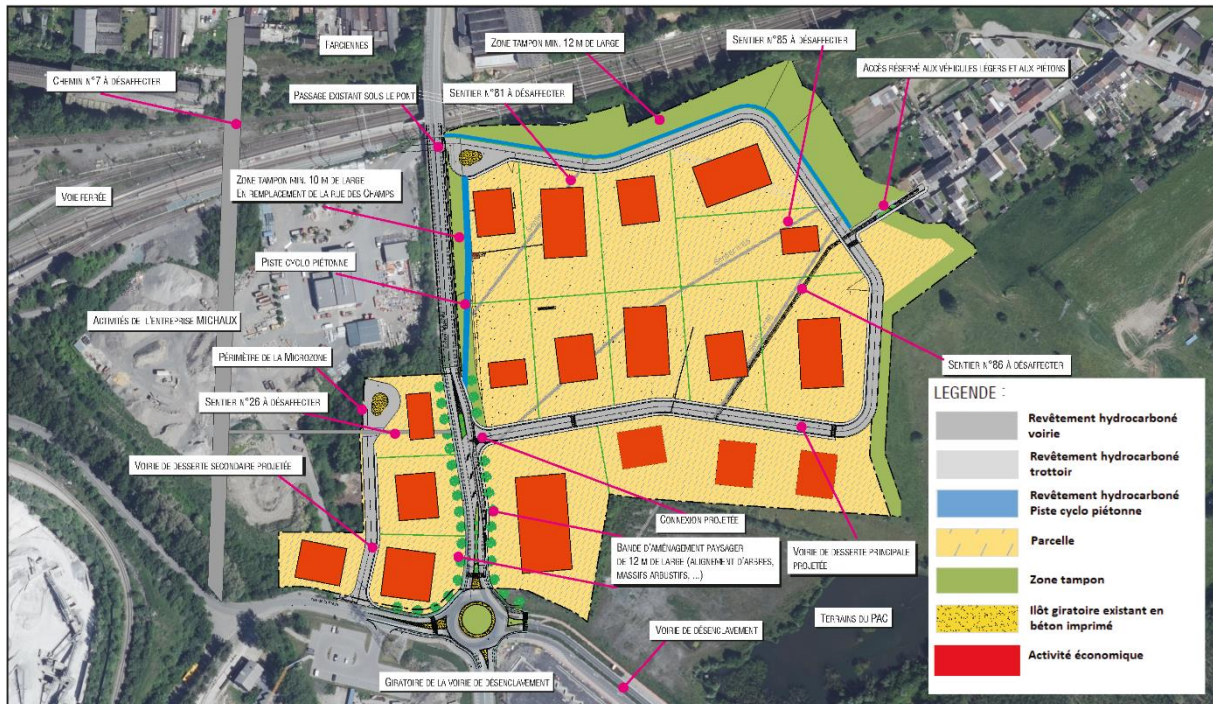 TARCIENNES
ZONE TAMPON MIN. 12 M DE LARGE
SENTIER N°85 À DÉSAFFECTER
CHEMIN N°7 À DÉSAFFECTER
PASSAGE EXISTANT SOUS LE PONT
SENTIER N°81 À DÉSAFFECTER
ACCÈS RÉSERVÉ AUX VÉHICULES LÉGERS ET AUX PIÉTONS
VOIE FERRÉE
ZONE TAMPON MIN. 10 M DE LARGE
EN REMPLACEMENT DE LA RUE DES CHAMPS
PISTE CYCLO PIÉTONNE
ACTIVITÉS DE L'ENTREPRISE MICHAUX
PÉRIMÈTRE DE LA MICROZONE
SENTIER N°26 À DÉSAFFECTER
SENTIER N°86 À DÉSAFFECTER
VOIRIE DE DESSERTE SECONDAIRE PROJETÉE
CONNEXION PROJETÉE
BANDE D'AMÉNAGEMENT PAYSAGER
DE 12 M DE LARGE (ALIGNEMENT D'ARBRES,
MASSIFS ARBUSTIFS, ...)
VOIRIE DE DESSERTE PRINCIPALE
PROJETÉE
TERRAINS DU PAC
VOIRIE DE DÉSENCLAVEMENT
GIRATOIRE DE LA VOIRIE DE DÉSENCLAVEMENT
LEGENDE :
Revêtement hydrocarboné
voirie
Revêtement hydrocarboné
trottoir
Revêtement hydrocarboné
Piste cyclo piétonne
Parcelle
Zone tampon
Ilôt giratoire existant en
béton imprimé
Activité économique